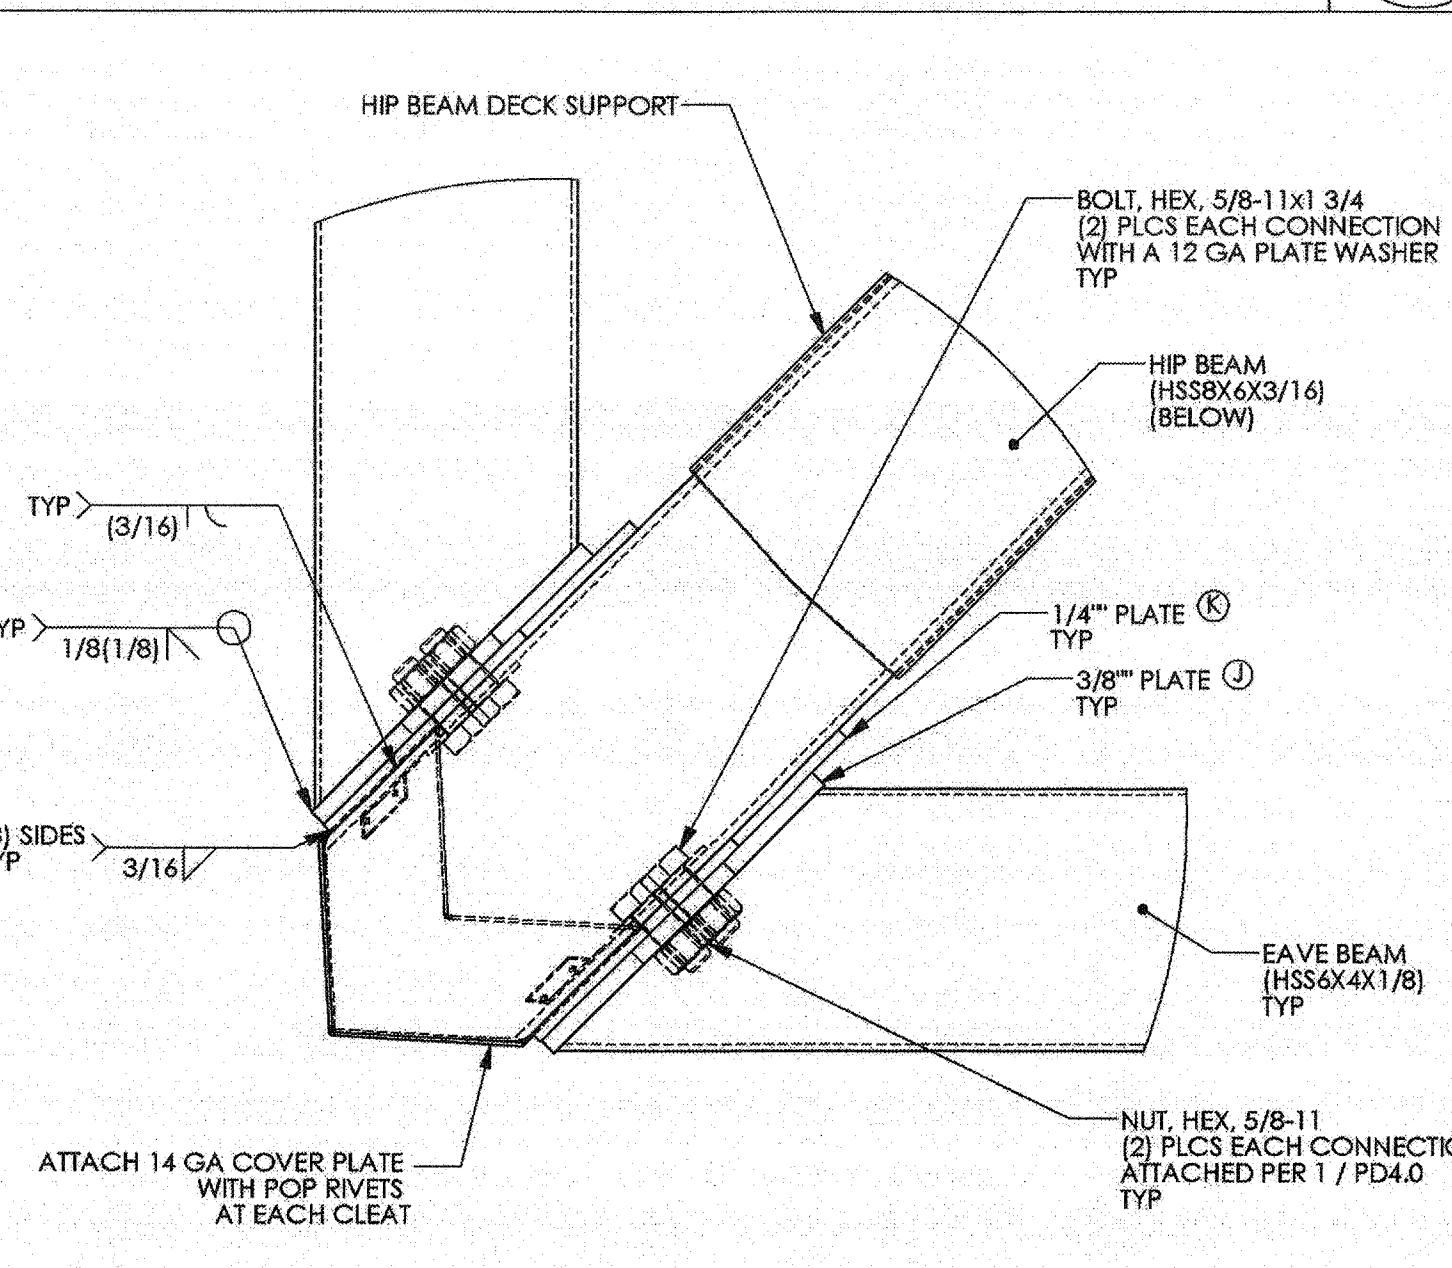 HIP BEAM DECK SUPPORT
BOLT, HEX, 5/8-11x1 3/4
(2) PLCS EACH CONNECTION
WITH A 12 GA PLATE WASHER
TYP
HIP BEAM
(HSS8X6X3/16)
(BELOW)
TYP
(3/16)
1/4"" PLATE K
TYP
YP
1/8(1/8)
3/8"" PLATE J
TYP
) SIDES
YP
3/16
EAVE BEAM
(HSS6X4X1/8)
TYP
NUT, HEX, 5/8-11
(2) PLCS EACH CONNECTIO
ATTACHED PER 1 / PD4.0
TYP
ATTACH 14 GA COVER PLATE
WITH POP RIVETS
AT EACH CLEAT